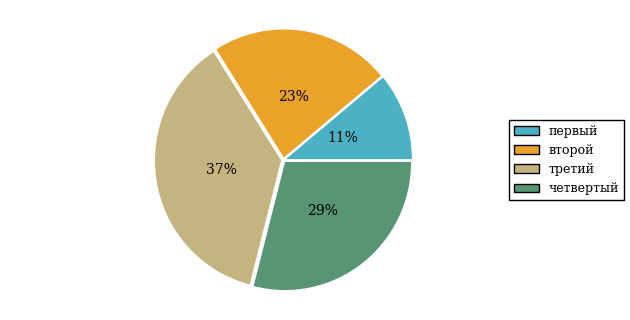 23%
11%
37%
29%
первый
второй
третий
четвертый